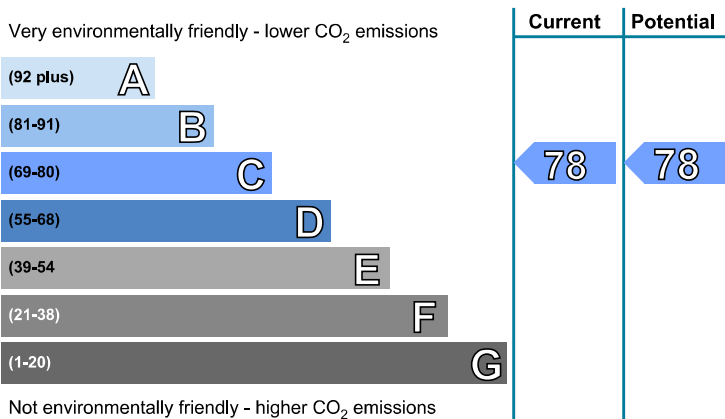 Very environmentally friendly - lower CO₂ emissions
Current Potential
(92 plus) A
(81-91) B
(69-80) C 78 78
(55-68) D
(39-54 E
(21-38) F
(1-20) G
Not environmentally friendly - higher CO₂ emissions